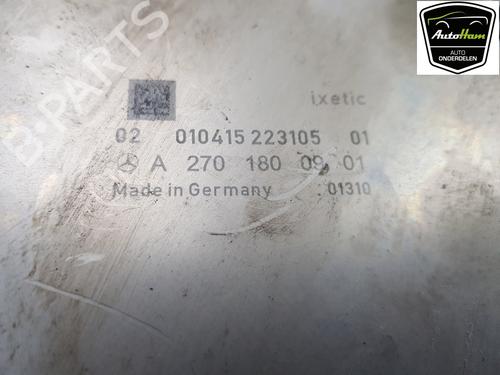 AutoHam
AUTO
ONDERDELEN
B-PARTS
ixetic
02 010415 223105 01
A 270 180 09 01
Made in Germany 01310